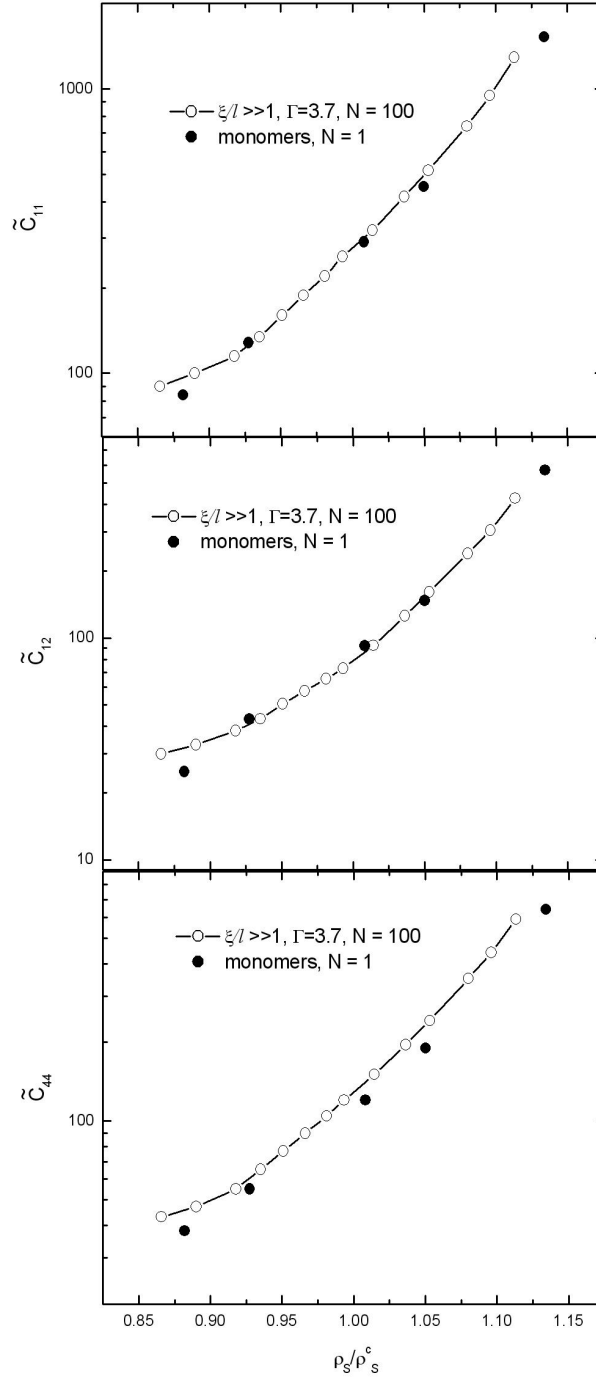 1000
ξ/l >>1, Γ=3.7, N = 100
monomers, N = 1
C̃₁₁
100
ξ/l >>1, Γ=3.7, N = 100
monomers, N = 1
C̃₁₂
100
10
ξ/l >>1, Γ=3.7, N = 100
monomers, N = 1
C̃₄₄
100
0.85 0.90 0.95 1.00 1.05 1.10 1.15
ρ_S/ρ^c_S